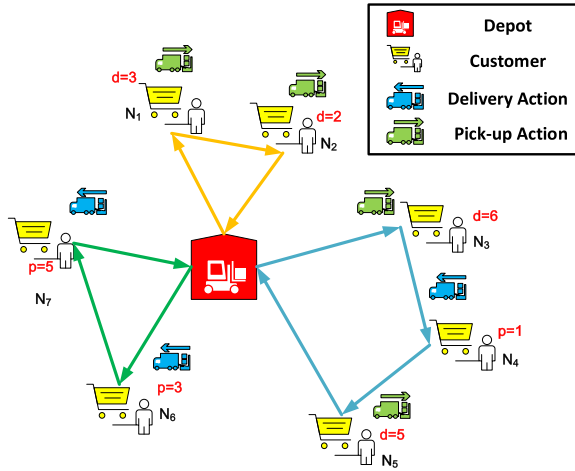 Depot
Customer
Delivery Action
Pick-up Action
d=3
N1
d=2
N2
d=6
N3
p=5
N7
p=1
N4
p=3
N6
d=5
N5